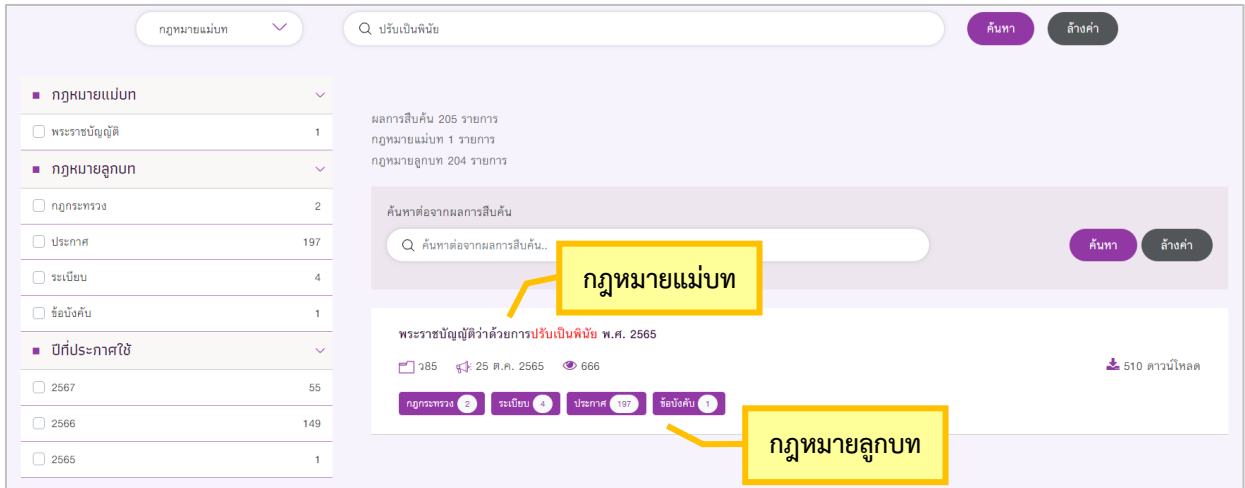 กฎหมายแม่บท
ปรับเป็นพินัย
ค้นหา
ล้างค่า
กฎหมายแม่บท
พระราชบัญญัติ 1
กฎหมายลูกบท
กฎกระทรวง 2
ประกาศ 197
ระเบียบ 4
ข้อบังคับ 1
ปีที่ประกาศใช้
2567 55
2566 149
2565 1
ผลการสืบค้น 205 รายการ
กฎหมายแม่บท 1 รายการ
กฎหมายลูกบท 204 รายการ
ค้นหาต่อจากผลการสืบค้น
ค้นหาต่อจากผลการสืบค้น..
ค้นหา
ล้างค่า
กฎหมายแม่บท
พระราชบัญญัติว่าด้วยการปรับเป็นพินัย พ.ศ. 2565
ว85 25 ต.ค. 2565 666
510 ดาวน์โหลด
กฎกระทรวง 2 ระเบียบ 4 ประกาศ 197 ข้อบังคับ 1
กฎหมายลูกบท